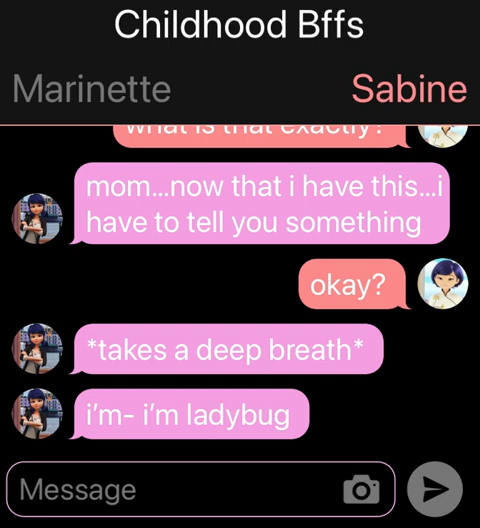 Childhood Bffs
Marinette
Sabine
what is that exactly?
mom...now that i have this...i
have to tell you something
okay?
*takes a deep breath*
i'm- i'm ladybug
Message